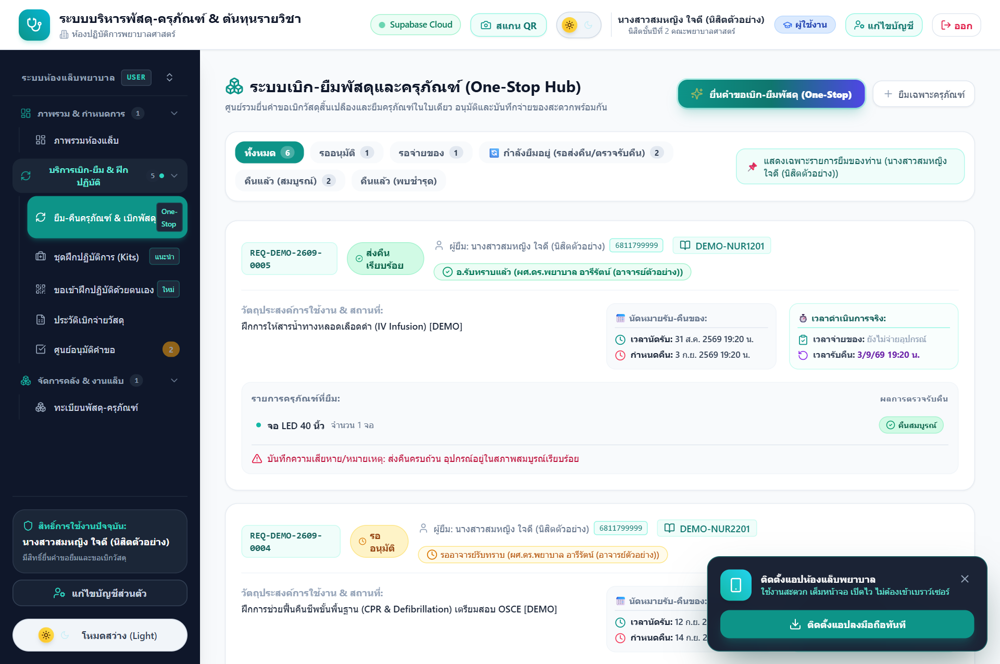 ระบบบริหารพัสดุ-ครุภัณฑ์ & ต้นทุนรายวิชา
ห้องปฏิบัติการพยาบาลศาสตร์
Supabase Cloud
สแกน QR
นางสาวสมหญิง ใจดี (นิสิตตัวอย่าง)
นิสิตชั้นปีที่ 2 คณะพยาบาลศาสตร์
ผู้ใช้งาน
แก้ไขบัญชี
ออก
ระบบห้องแล็บพยาบาล USER
ภาพรวม & กำหนดการ 1
ภาพรวมห้องแล็บ
บริการเบิก-ยืม & ฝึก
ปฏิบัติ
5
ยืม-คืนครุภัณฑ์ & เบิกพัสดุ
One-
Stop
ชุดฝึกปฏิบัติการ (Kits) แนะนำ
ขอเข้าฝึกปฏิบัติด้วยตนเอง ใหม่
ประวัติเบิกจ่ายวัสดุ
ศูนย์อนุมัติคำขอ 2
จัดการคลัง & งานแล็บ 1
ทะเบียนพัสดุ-ครุภัณฑ์
สิทธิ์การใช้งานปัจจุบัน:
นางสาวสมหญิง ใจดี (นิสิตตัวอย่าง)
มีสิทธิ์ยื่นคำขอยืมและขอเบิกวัสดุ
แก้ไขบัญชีส่วนตัว
โหมดสว่าง (Light)
ระบบเบิก-ยืมพัสดุและครุภัณฑ์ (One-Stop Hub)
ศูนย์รวมยื่นคำขอเบิกวัสดุสิ้นเปลืองและยืมครุภัณฑ์ในใบเดียว อนุมัติและบันทึกจ่ายของสะดวกพร้อมกัน
ยื่นคำขอเบิก-ยืมพัสดุ (One-Stop)
ยืมเฉพาะครุภัณฑ์
ทั้งหมด 6
รออนุมัติ 1
รอจ่ายของ 1
กำลังยืมอยู่ (รอส่งคืน/ตรวจรับคืน) 2
คืนแล้ว (สมบูรณ์) 2
คืนแล้ว (พบชำรุด)
แสดงเฉพาะรายการยืมของท่าน (นางสาวสมหญิง
ใจดี (นิสิตตัวอย่าง))
REQ-DEMO-2609-
0005
ส่งคืน
เรียบร้อย
ผู้ยืม: นางสาวสมหญิง ใจดี (นิสิตตัวอย่าง) 6811799999
DEMO-NUR1201
อ.รับทราบแล้ว (ผศ.ดร.พยาบาล อารีรัตน์ (อาจารย์ตัวอย่าง))
วัตถุประสงค์การใช้งาน & สถานที่:
ฝึกการให้สารน้ำทางหลอดเลือดดำ (IV Infusion) [DEMO]
นัดหมายรับ-คืนของ:
เวลานัดรับ: 31 ส.ค. 2569 19:20 น.
กำหนดคืน: 3 ก.ย. 2569 19:20 น.
เวลาดำเนินการจริง:
เวลาจ่ายของ: ยังไม่จ่ายอุปกรณ์
เวลารับคืน: 3/9/69 19:20 น.
รายการครุภัณฑ์ที่ยืม:
ผลการตรวจรับคืน
จอ LED 40 นิ้ว จำนวน 1 จอ
คืนสมบูรณ์
บันทึกความเสียหาย/หมายเหตุ: ส่งคืนครบถ้วน อุปกรณ์อยู่ในสภาพสมบูรณ์เรียบร้อย
REQ-DEMO-2609-
0004
รอ
อนุมัติ
ผู้ยืม: นางสาวสมหญิง ใจดี (นิสิตตัวอย่าง) 6811799999
DEMO-NUR2201
รออาจารย์รับทราบ (ผศ.ดร.พยาบาล อารีรัตน์ (อาจารย์ตัวอย่าง))
วัตถุประสงค์การใช้งาน & สถานที่:
ฝึกการช่วยฟื้นคืนชีพขั้นพื้นฐาน (CPR & Defibrillation) เตรียมสอบ OSCE [DEMO]
นัดหมายรับ-คืนของ:
เวลานัดรับ: 12 ก.ย. 2
กำหนดคืน: 14 ก.ย. 2
ติดตั้งแอปห้องแล็บพยาบาล
ใช้งานสะดวก เต็มหน้าจอ เปิดไว ไม่ต้องเข้าเบราว์เซอร์
ติดตั้งแอปลงมือถือทันที